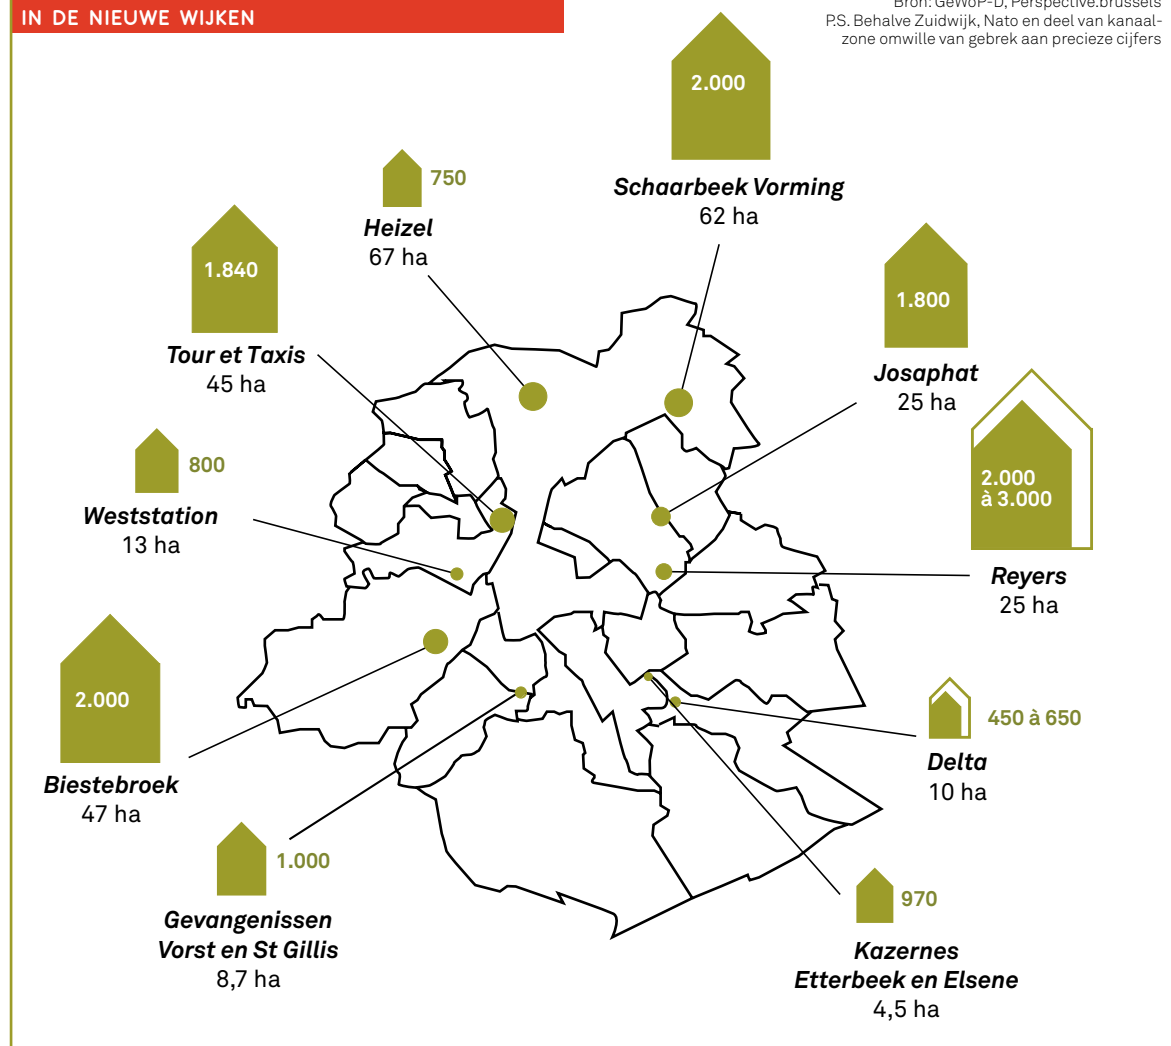 IN DE NIEUWE WIJKEN
Bron: GeWoP-D, Perspective.brussels
P.S. Behalve Zuidwijk, Nato en deel van kanaal-
zone omwille van gebrek aan precieze cijfers
2.000
Schaarbeek Vorming
62 ha
750
Heizel
67 ha
1.840
Tour et Taxis
45 ha
1.800
Josaphat
25 ha
800
Weststation
13 ha
2.000
à 3.000
Reyers
25 ha
2.000
Biestebroek
47 ha
450 à 650
Delta
10 ha
1.000
Gevangenissen
Vorst en St Gillis
8,7 ha
970
Kazernes
Etterbeek en Elsene
4,5 ha